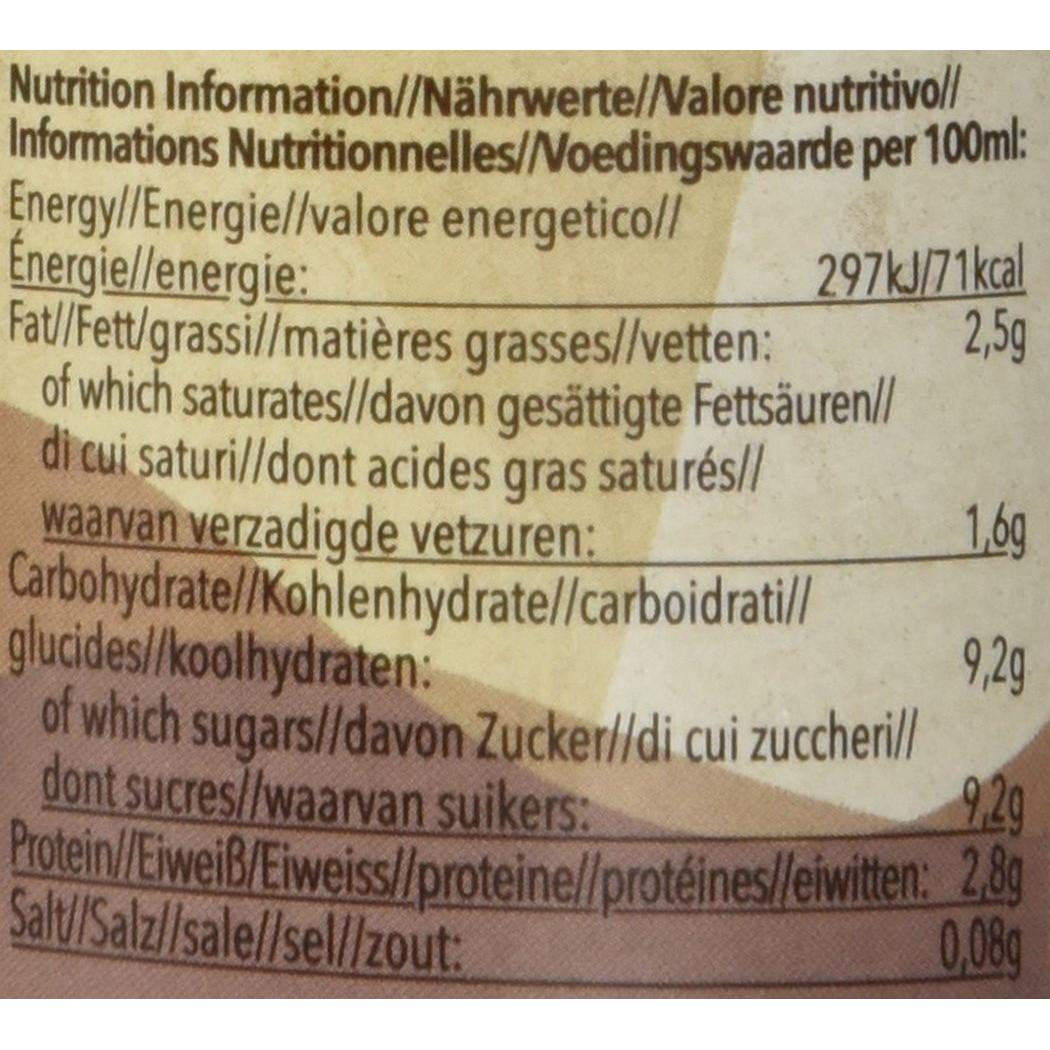 Nutrition Information//Nährwerte//Valore nutritivo//
Informations Nutritionnelles//Voedingswaarde per 100ml:
Energy//Energie//valore energetico//
Énergie//energie: 297kJ/71kcal
Fat//Fett/grassi//matières grasses//vetten: 2,5g
of which saturates//davon gesättigte Fettsäuren//
di cui saturi//dont acides gras saturés//
waarvan verzadigde vetzuren: 1,6g
Carbohydrate//Kohlenhydrate//carboidrati//
glucides//koolhydraten: 9,2g
of which sugars//davon Zucker//di cui zuccheri//
dont sucres//waarvan suikers: 9,2g
Protein//Eiweiß/Eiweiss//proteine//protéines//eiwitten: 2,8g
Salt//Salz//sale//sel//zout: 0,08g